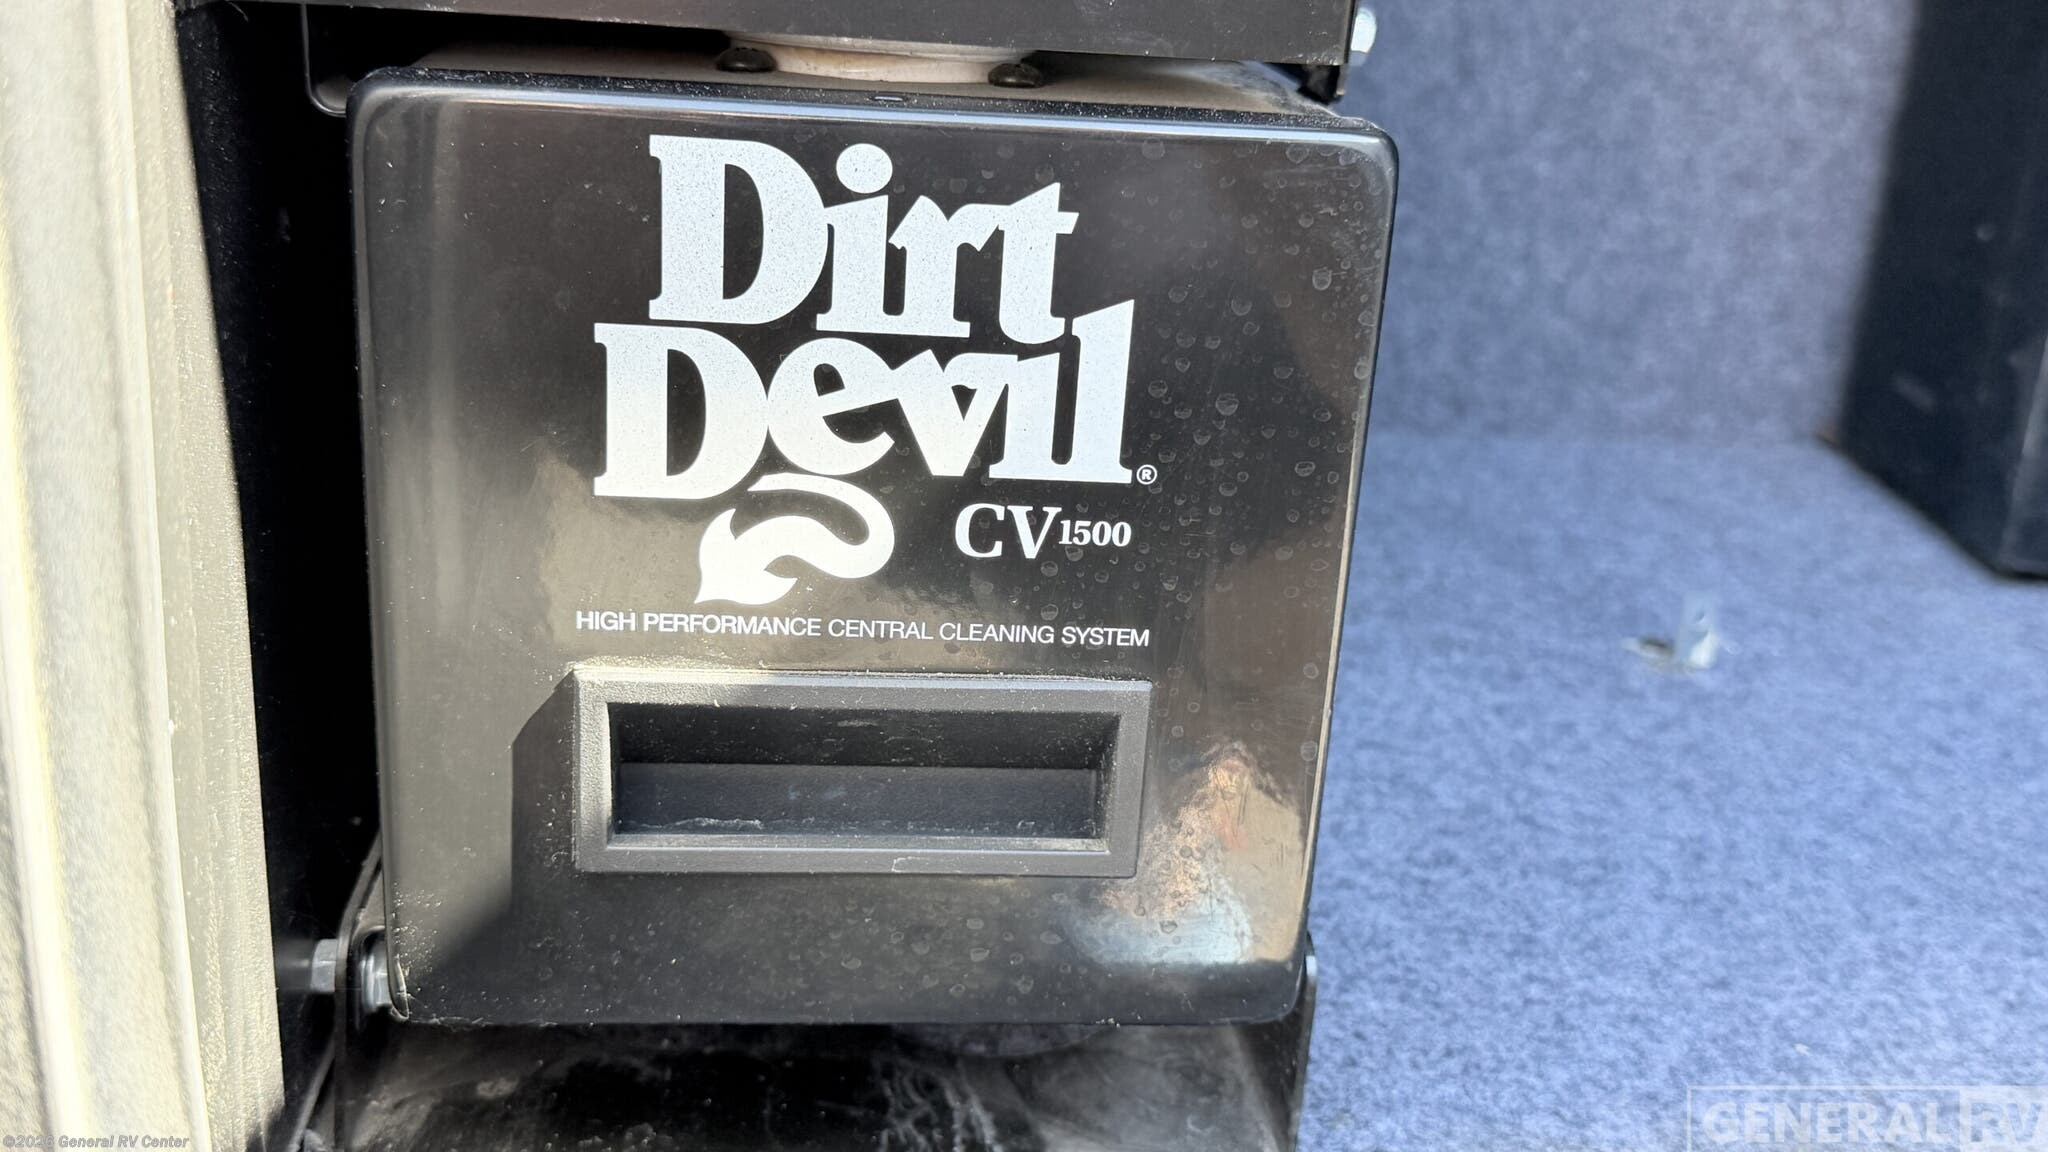 Dirt
Devil®
CV1500
HIGH PERFORMANCE CENTRAL CLEANING SYSTEM
©2026 General RV Center
GENERAL RV